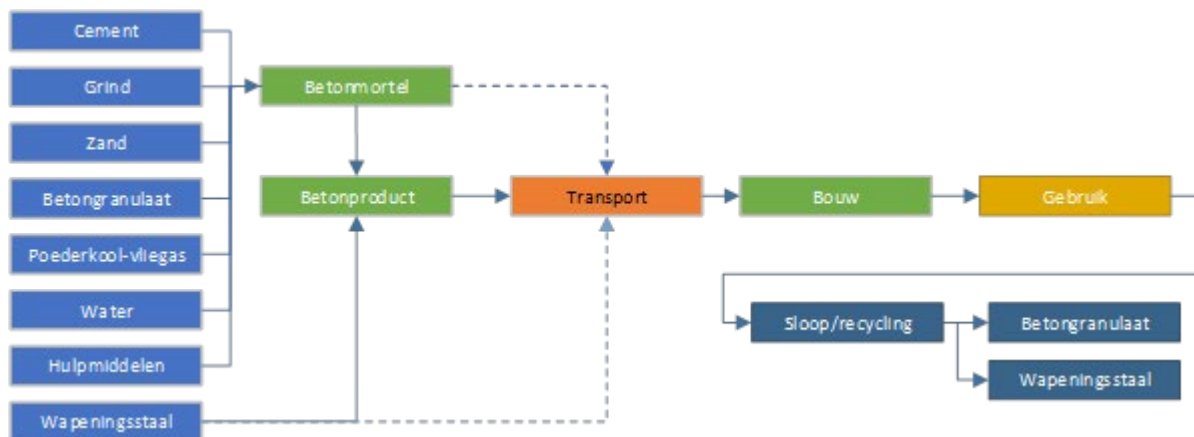 Cement
Grind
Zand
Betongranulaat
Poederkool-vliegas
Water
Hulpmiddelen
Wapeningsstaal
Betonmortel
Betonproduct
Transport
Bouw
Gebruik
Sloop/recycling
Betongranulaat
Wapeningsstaal